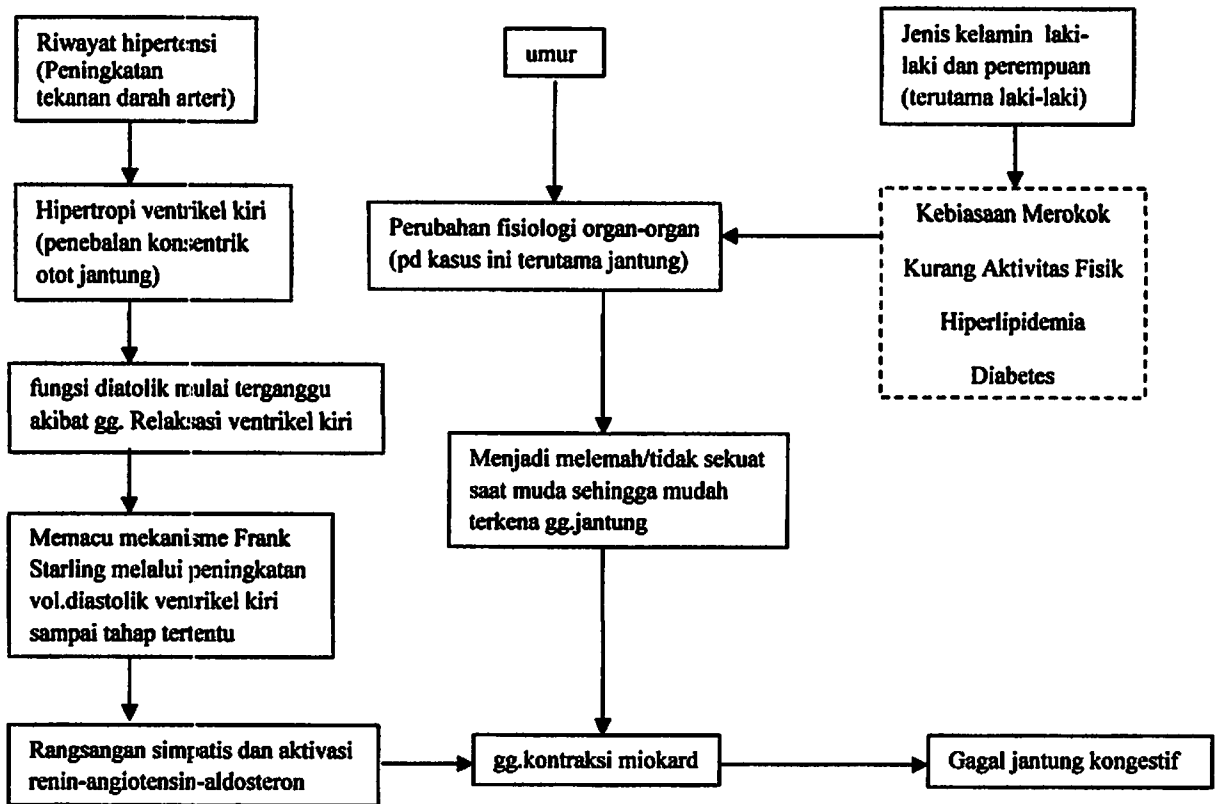 Riwayat hipertensi
(Peningkatan
tekanan darah arteri)
umur
Jenis kelamin laki-
laki dan perempuan
(terutama laki-laki)
Hipertropi ventrikel kiri
(penebalan konsentrik
otot jantung)
Perubahan fisiologi organ-organ
(pd kasus ini terutama jantung)
Kebiasaan Merokok
Kurang Aktivitas Fisik
Hiperlipidemia
Diabetes
fungsi diatolik mulai terganggu
akibat gg. Relaksasi ventrikel kiri
Menjadi melemah/tidak sekuat
saat muda sehingga mudah
terkena gg.jantung
Memacu mekanisme Frank
Starling melalui peningkatan
vol.diastolik ventrikel kiri
sampai tahap tertentu
Rangsangan simpatis dan aktivasi
renin-angiotensin-aldosteron
gg.kontraksi miokard
Gagal jantung kongestif